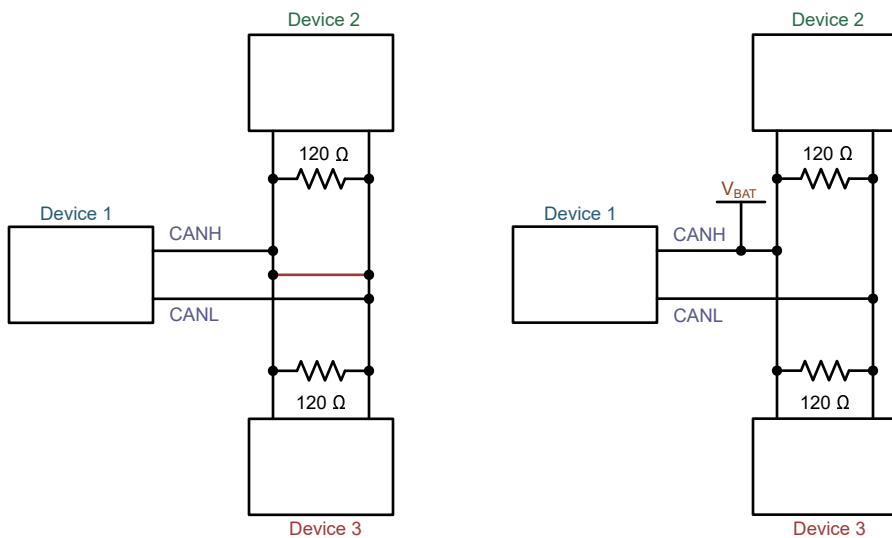 Device 2
120 Ω
Device 1
CANH
CANL
120 Ω
Device 3
Device 2
120 Ω
VBAT
Device 1
CANH
CANL
120 Ω
Device 3